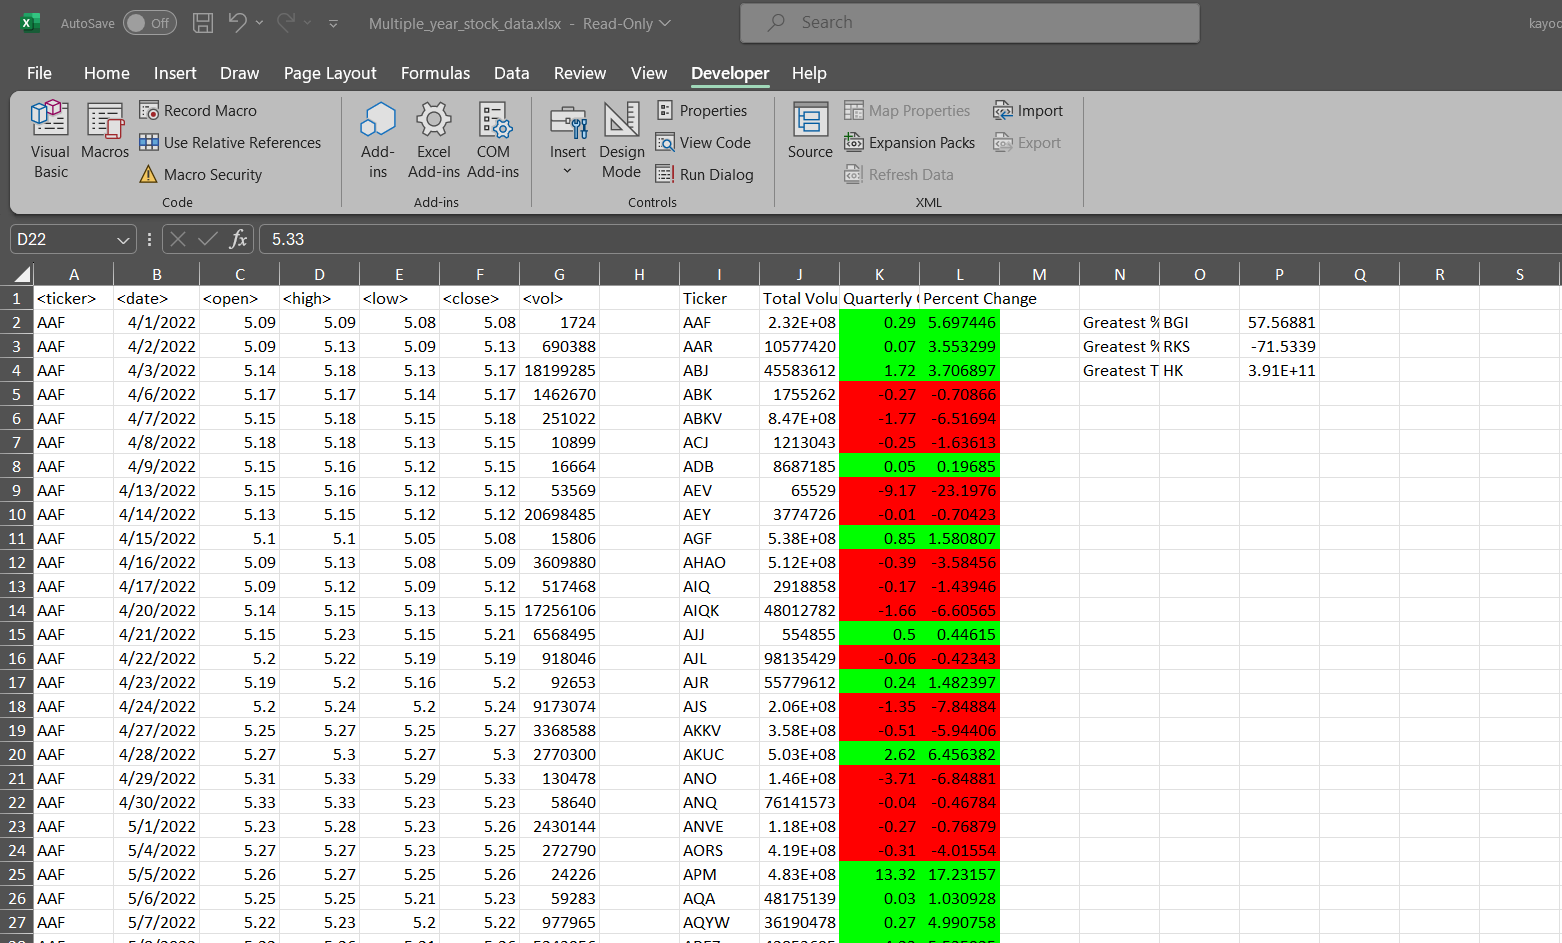 AutoSave Off Multiple_year_stock_data.xlsx - Read-Only Search kayoc
File Home Insert Draw Page Layout Formulas Data Review View Developer Help
Visual Basic
Macros
Record Macro
Use Relative References
Macro Security
Code
Add-ins
Excel Add-ins
COM Add-ins
Add-ins
Insert
Design Mode
Properties
View Code
Run Dialog
Controls
Source
Map Properties
Expansion Packs
Refresh Data
Import
Export
XML
D22 fx 5.33
A B C D E F G H I J K L M N O P Q R S
1 <ticker> <date> <open> <high> <low> <close> <vol> Ticker Total Volu Quarterly Percent Change
2 AAF 4/1/2022 5.09 5.09 5.08 5.08 1724 AAF 2.32E+08 0.29 5.697446 Greatest % BGI 57.56881
3 AAF 4/2/2022 5.09 5.13 5.09 5.13 690388 AAR 10577420 0.07 3.553299 Greatest % RKS -71.5339
4 AAF 4/3/2022 5.14 5.18 5.13 5.17 18199285 ABJ 45583612 1.72 3.706897 Greatest T HK 3.91E+11
5 AAF 4/6/2022 5.17 5.17 5.14 5.17 1462670 ABK 1755262 -0.27 -0.70866
6 AAF 4/7/2022 5.15 5.18 5.15 5.18 251022 ABKV 8.47E+08 -1.77 -6.51694
7 AAF 4/8/2022 5.18 5.18 5.13 5.15 10899 ACJ 1213043 -0.25 -1.63613
8 AAF 4/9/2022 5.15 5.16 5.12 5.15 16664 ADB 8687185 0.05 0.19685
9 AAF 4/13/2022 5.15 5.16 5.12 5.12 53569 AEV 65529 -9.17 -23.1976
10 AAF 4/14/2022 5.13 5.15 5.12 5.12 20698485 AEY 3774726 -0.01 -0.70423
11 AAF 4/15/2022 5.1 5.1 5.05 5.08 15806 AGF 5.38E+08 0.85 1.580807
12 AAF 4/16/2022 5.09 5.13 5.08 5.09 3609880 AHAO 5.12E+08 -0.39 -3.58456
13 AAF 4/17/2022 5.09 5.12 5.09 5.12 517468 AIQ 2918858 -0.17 -1.43946
14 AAF 4/20/2022 5.14 5.15 5.13 5.15 17256106 AIQK 48012782 -1.66 -6.60565
15 AAF 4/21/2022 5.15 5.23 5.15 5.21 6568495 AJJ 554855 0.5 0.44615
16 AAF 4/22/2022 5.2 5.22 5.19 5.19 918046 AJL 98135429 -0.06 -0.42343
17 AAF 4/23/2022 5.19 5.2 5.16 5.2 92653 AJR 55779612 0.24 1.482397
18 AAF 4/24/2022 5.2 5.24 5.2 5.24 9173074 AJS 2.06E+08 -1.35 -7.84884
19 AAF 4/27/2022 5.25 5.27 5.25 5.27 3368588 AKKV 3.58E+08 -0.51 -5.94406
20 AAF 4/28/2022 5.27 5.3 5.27 5.3 2770300 AKUC 5.03E+08 2.62 6.456382
21 AAF 4/29/2022 5.31 5.33 5.29 5.33 130478 ANO 1.46E+08 -3.71 -6.84881
22 AAF 4/30/2022 5.33 5.33 5.23 5.23 58640 ANQ 76141573 -0.04 -0.46784
23 AAF 5/1/2022 5.23 5.28 5.23 5.26 2430144 ANVE 1.18E+08 -0.27 -0.76879
24 AAF 5/4/2022 5.27 5.27 5.23 5.25 272790 AORS 4.19E+08 -0.31 -4.01554
25 AAF 5/5/2022 5.26 5.27 5.25 5.26 24226 APM 4.83E+08 13.32 17.23157
26 AAF 5/6/2022 5.25 5.25 5.21 5.23 59283 AQA 48175139 0.03 1.030928
27 AAF 5/7/2022 5.22 5.23 5.2 5.22 977965 AQYW 36190478 0.27 4.990758